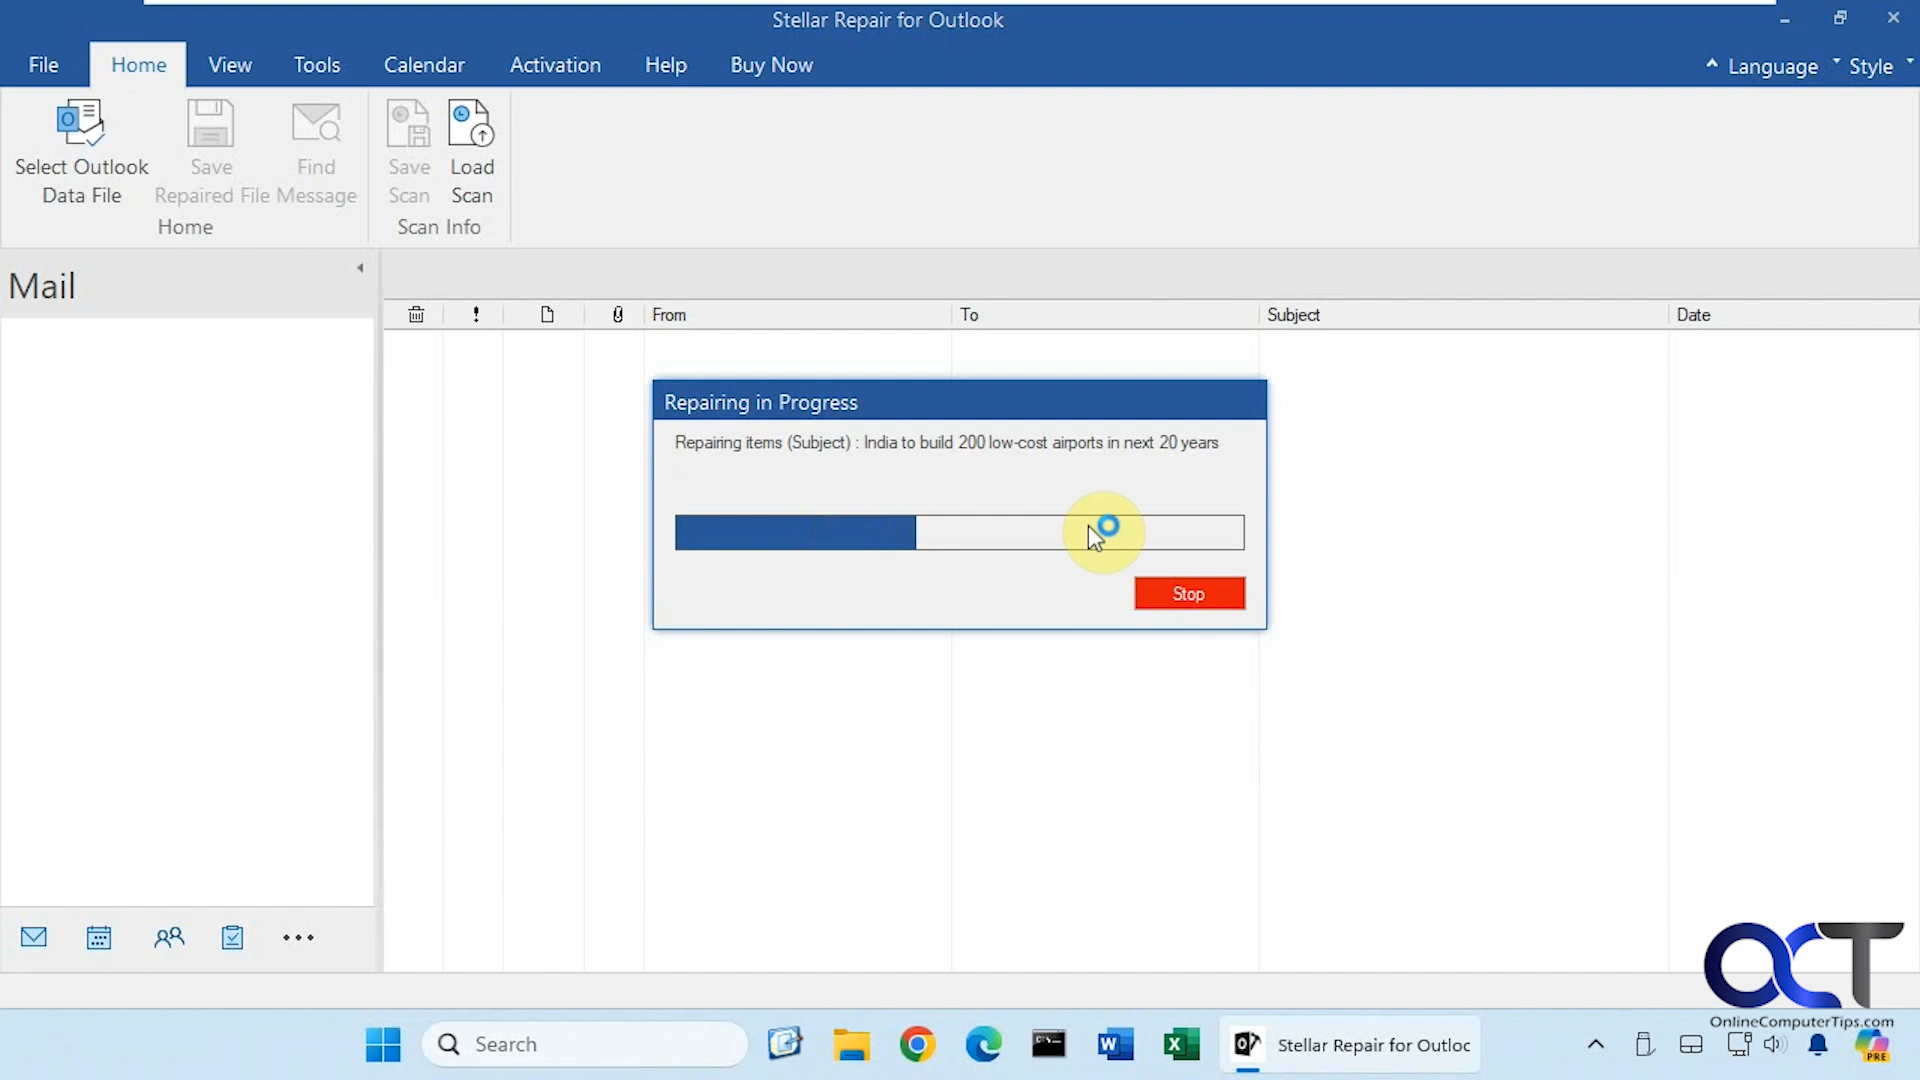 Stellar Repair for Outlook
File Home View Tools Calendar Activation Help Buy Now Language Style
Select Outlook
Data File
Save
Repaired File
Find
Message
Save
Scan
Load
Scan
Home
Scan Info
Mail
From To Subject Date
Repairing in Progress
Repairing items (Subject) : India to build 200 low-cost airports in next 20 years
Stop
OCT
OnlineComputerTips.com
Search
Stellar Repair for Outloc
PRE